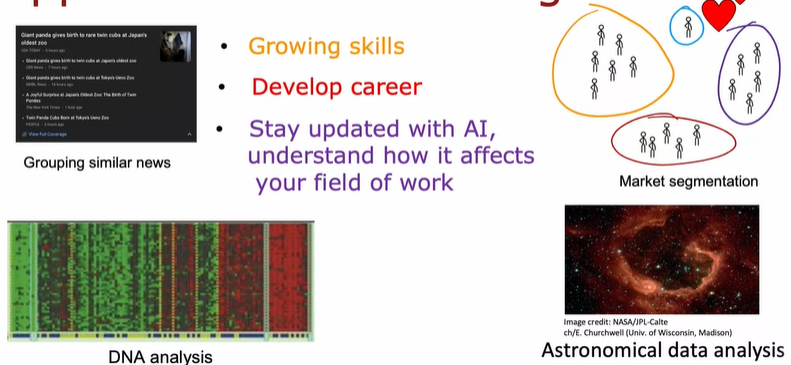 Giant panda gives birth to rare twin cubs at Japan's
oldest zoo
USA TODAY • 6 hours ago
• Giant panda gives birth to twin cubs at Japan's oldest zoo
CBS News • 7 hours ago
• Giant panda gives birth to twin cubs at Tokyo's Ueno Zoo
WHBL News • 16 hours ago
• A Joyful Surprise at Japan's Oldest Zoo: The Birth of Twin
Pandas
The New York Times • 1 hour ago
• Twin Panda Cubs Born at Tokyo's Ueno Zoo
PEOPLE • 6 hours ago
View Full Coverage
Grouping similar news
• Growing skills
• Develop career
• Stay updated with AI,
understand how it affects
your field of work
Market segmentation
DNA analysis
Image credit: NASA/JPL-Calte
ch/E. Churchwell (Univ. of Wisconsin, Madison)
Astronomical data analysis